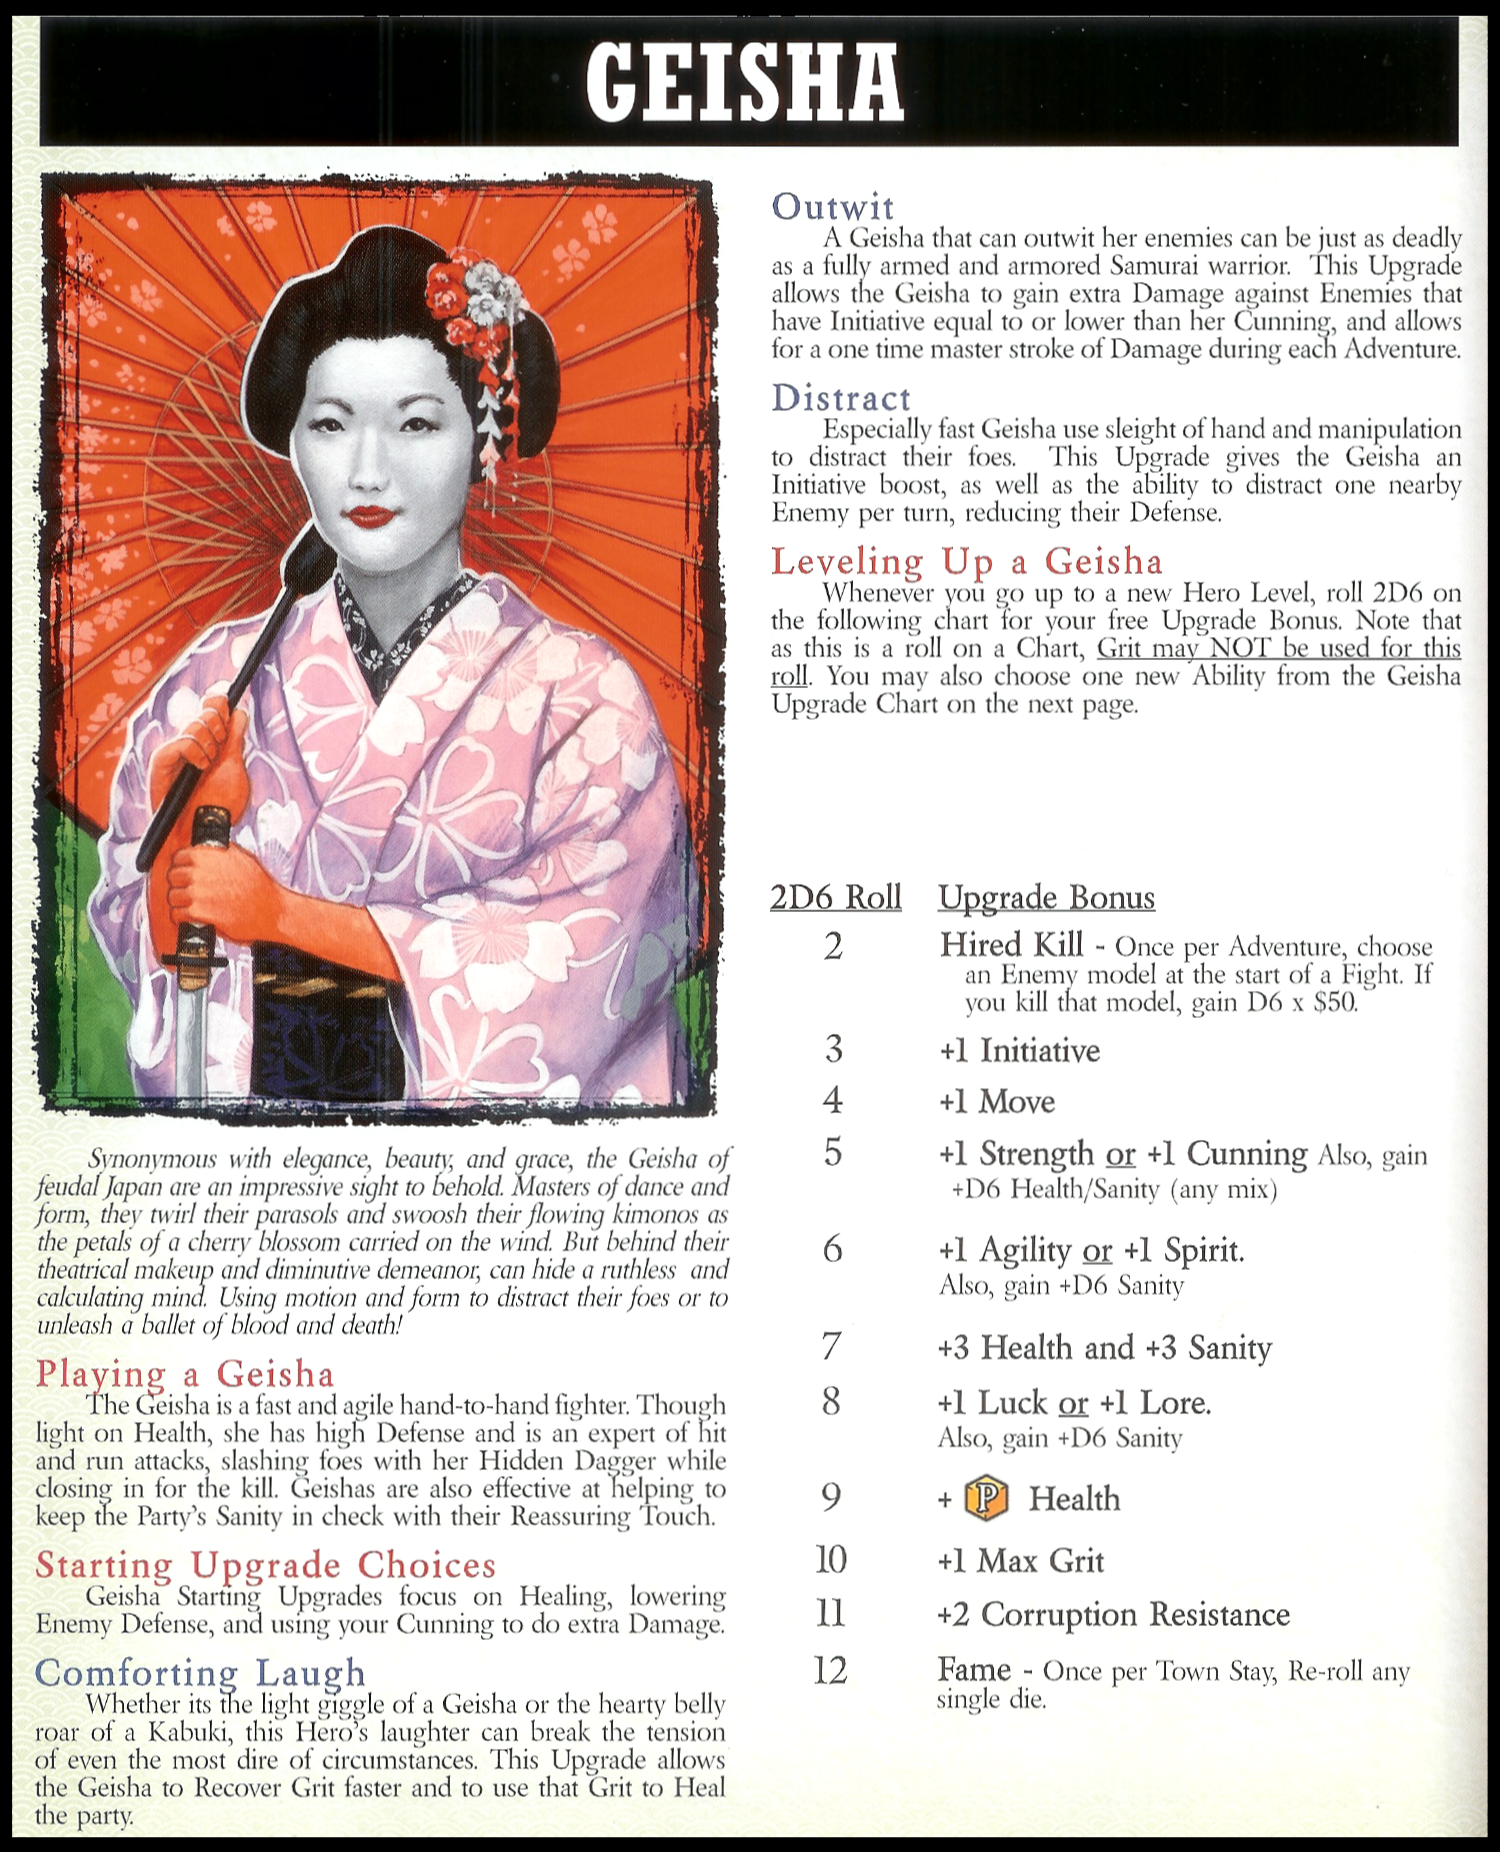 GEISHA
Synonymous with elegance, beauty, and grace, the Geisha of
feudal Japan are an impressive sight to behold. Masters of dance and
form, they twirl their parasols and swoosh their flowing kimonos as
the petals of a cherry blossom carried on the wind. But behind their
theatrical makeup and diminutive demeanor, can hide a ruthless and
calculating mind. Using motion and form to distract their foes or to
unleash a ballet of blood and death!
Playing a Geisha
The Geisha is a fast and agile hand-to-hand fighter. Though
light on Health, she has high Defense and is an expert of hit
and run attacks, slashing foes with her Hidden Dagger while
closing in for the kill. Geishas are also effective at helping to
keep the Party's Sanity in check with their Reassuring Touch.
Starting Upgrade Choices
Geisha Starting Upgrades focus on Healing, lowering
Enemy Defense, and using your Cunning to do extra Damage.
Comforting Laugh
Whether its the light giggle of a Geisha or the hearty belly
roar of a Kabuki, this Hero's laughter can break the tension
of even the most dire of circumstances. This Upgrade allows
the Geisha to Recover Grit faster and to use that Grit to Heal
the party.
Outwit
A Geisha that can outwit her enemies can be just as deadly
as a fully armed and armored Samurai warrior. This Upgrade
allows the Geisha to gain extra Damage against Enemies that
have Initiative equal to or lower than her Cunning, and allows
for a one time master stroke of Damage during each Adventure.
Distract
Especially fast Geisha use sleight of hand and manipulation
to distract their foes. This Upgrade gives the Geisha an
Initiative boost, as well as the ability to distract one nearby
Enemy per turn, reducing their Defense.
Leveling Up a Geisha
Whenever you go up to a new Hero Level, roll 2D6 on
the following chart for your free Upgrade Bonus. Note that
as this is a roll on a Chart, Grit may NOT be used for this
roll. You may also choose one new Ability from the Geisha
Upgrade Chart on the next page.
2D6 Roll Upgrade Bonus
2 Hired Kill - Once per Adventure, choose
an Enemy model at the start of a Fight. If
you kill that model, gain D6 x $50.
3 +1 Initiative
4 +1 Move
5 +1 Strength or +1 Cunning Also, gain
+D6 Health/Sanity (any mix)
6 +1 Agility or +1 Spirit.
Also, gain +D6 Sanity
7 +3 Health and +3 Sanity
8 +1 Luck or +1 Lore.
Also, gain +D6 Sanity
9 + P Health
10 +1 Max Grit
11 +2 Corruption Resistance
12 Fame - Once per Town Stay, Re-roll any
single die.